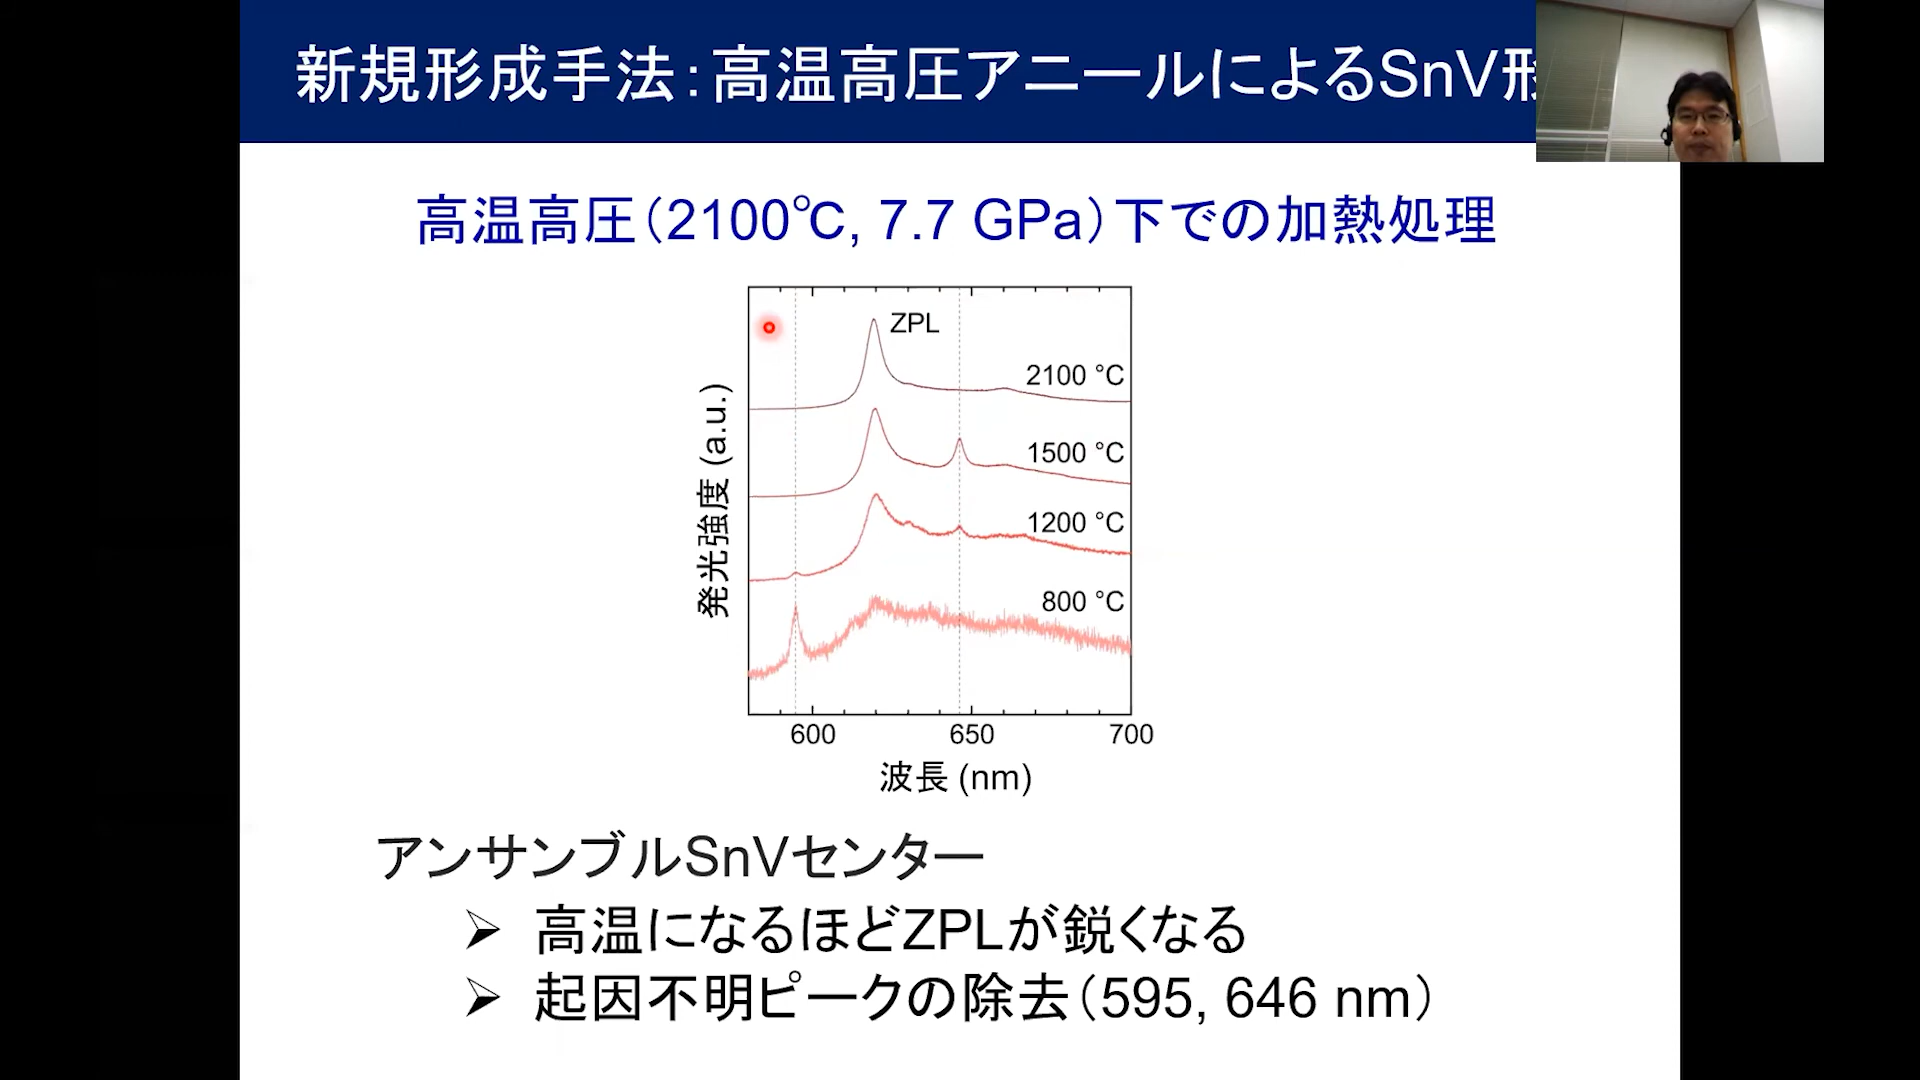 新規形成手法：高温高圧アニールによるSnV
高温高圧（2100℃, 7.7 GPa）下での加熱処理
ZPL
2100 °C
1500 °C
1200 °C
800 °C
発光強度 (a.u.)
600 650 700
波長 (nm)
アンサンブルSnVセンター
➢ 高温になるほどZPLが鋭くなる
➢ 起因不明ピークの除去（595, 646 nm）